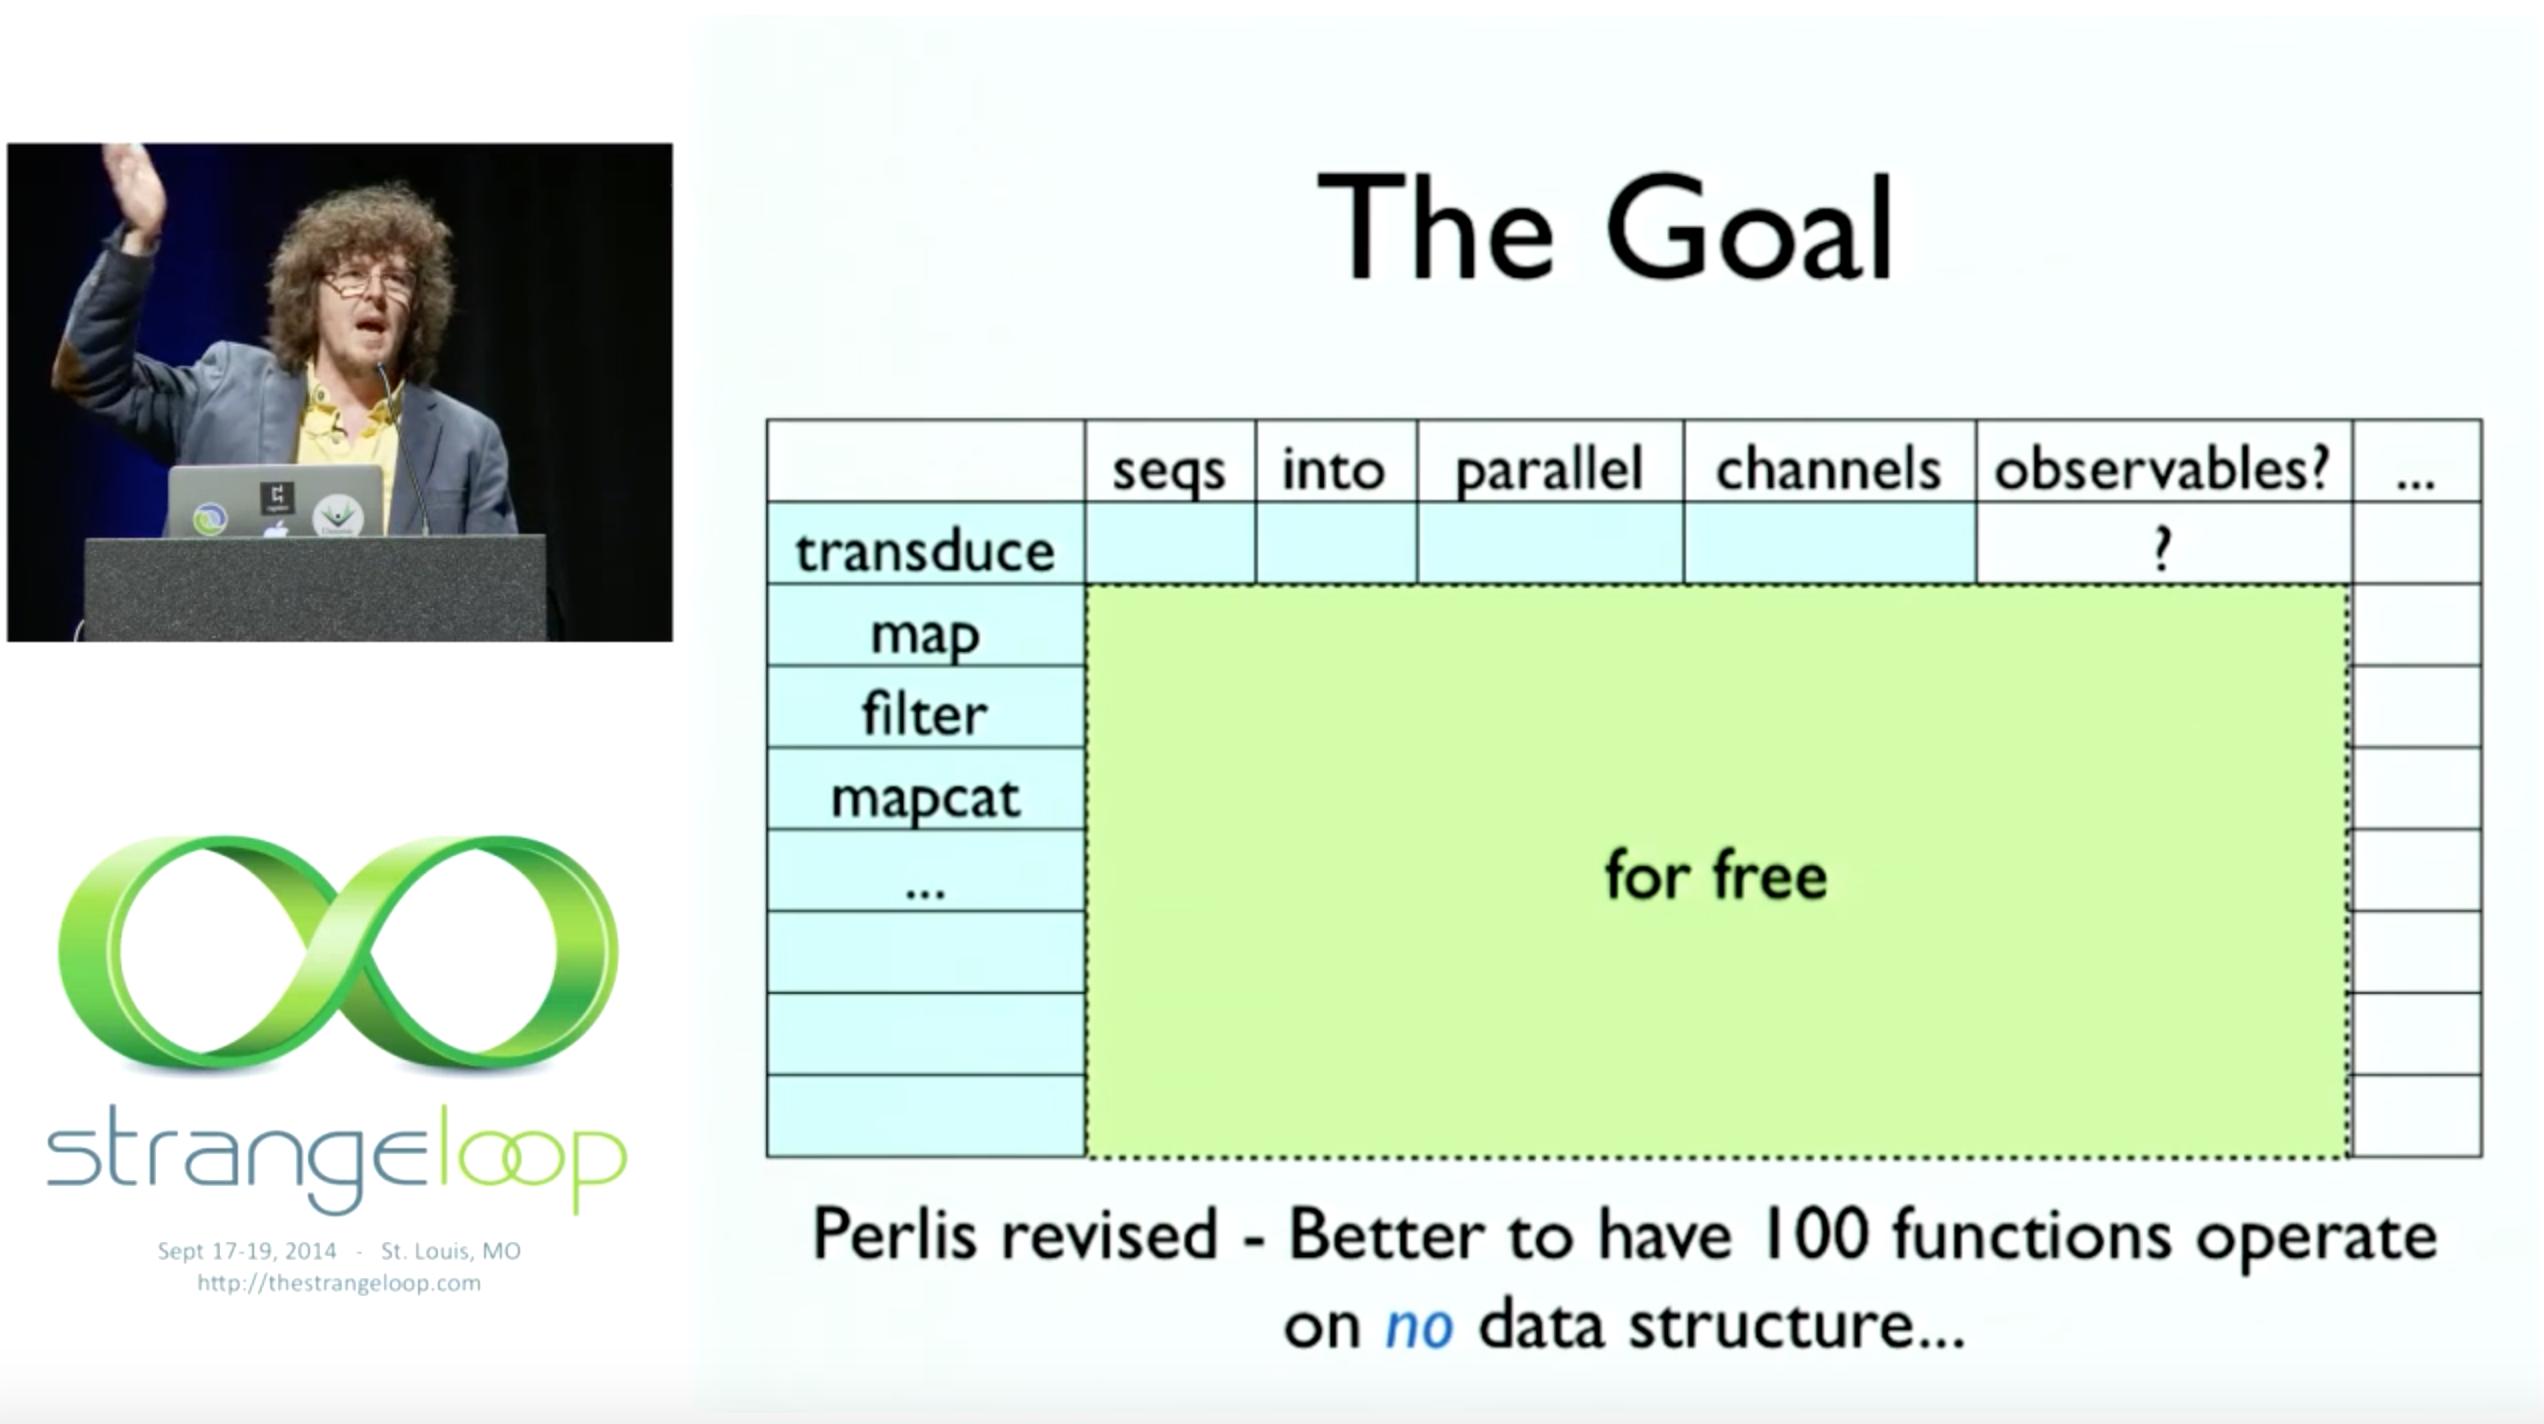 The Goal
seqs into parallel channels observables? ...
transduce ?
map
filter
mapcat
for free
...
Perlis revised - Better to have 100 functions operate
on no data structure...
strangeloop
Sept 17-19, 2014 - St. Louis, MO
http://thestrangeloop.com